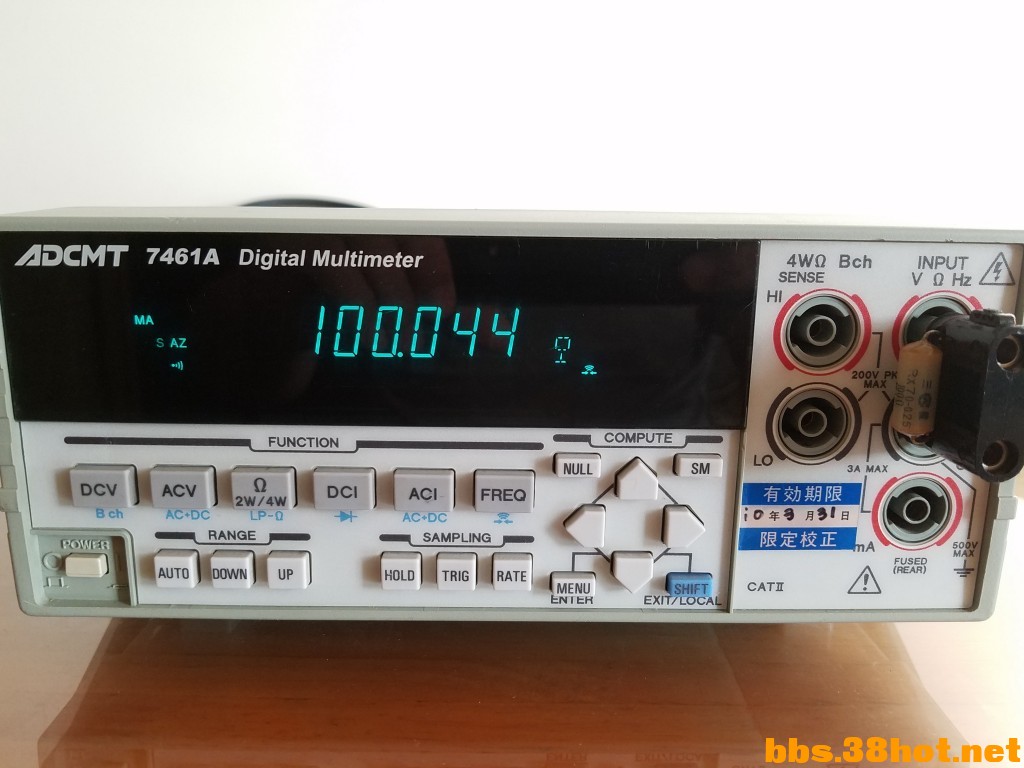 ADCMT 7461A Digital Multimeter
MA
S AZ
100.044 Ω
4WΩ Bch
SENSE
INPUT
V Ω Hz
HI
200V PK
MAX
LO
3A MAX
mA
FUSED
(REAR)
500V
MAX
CAT II
有効期限
10年3月31日
限定校正
FUNCTION
DCV
ACV
Ω
2W/4W
DCI
ACI
FREQ
Bch
AC+DC
LP-Ω
AC+DC
RANGE
AUTO
DOWN
UP
SAMPLING
HOLD
TRIG
RATE
COMPUTE
NULL
SM
MENU
ENTER
SHIFT
EXIT/LOCAL
POWER
bbs.38hot.net